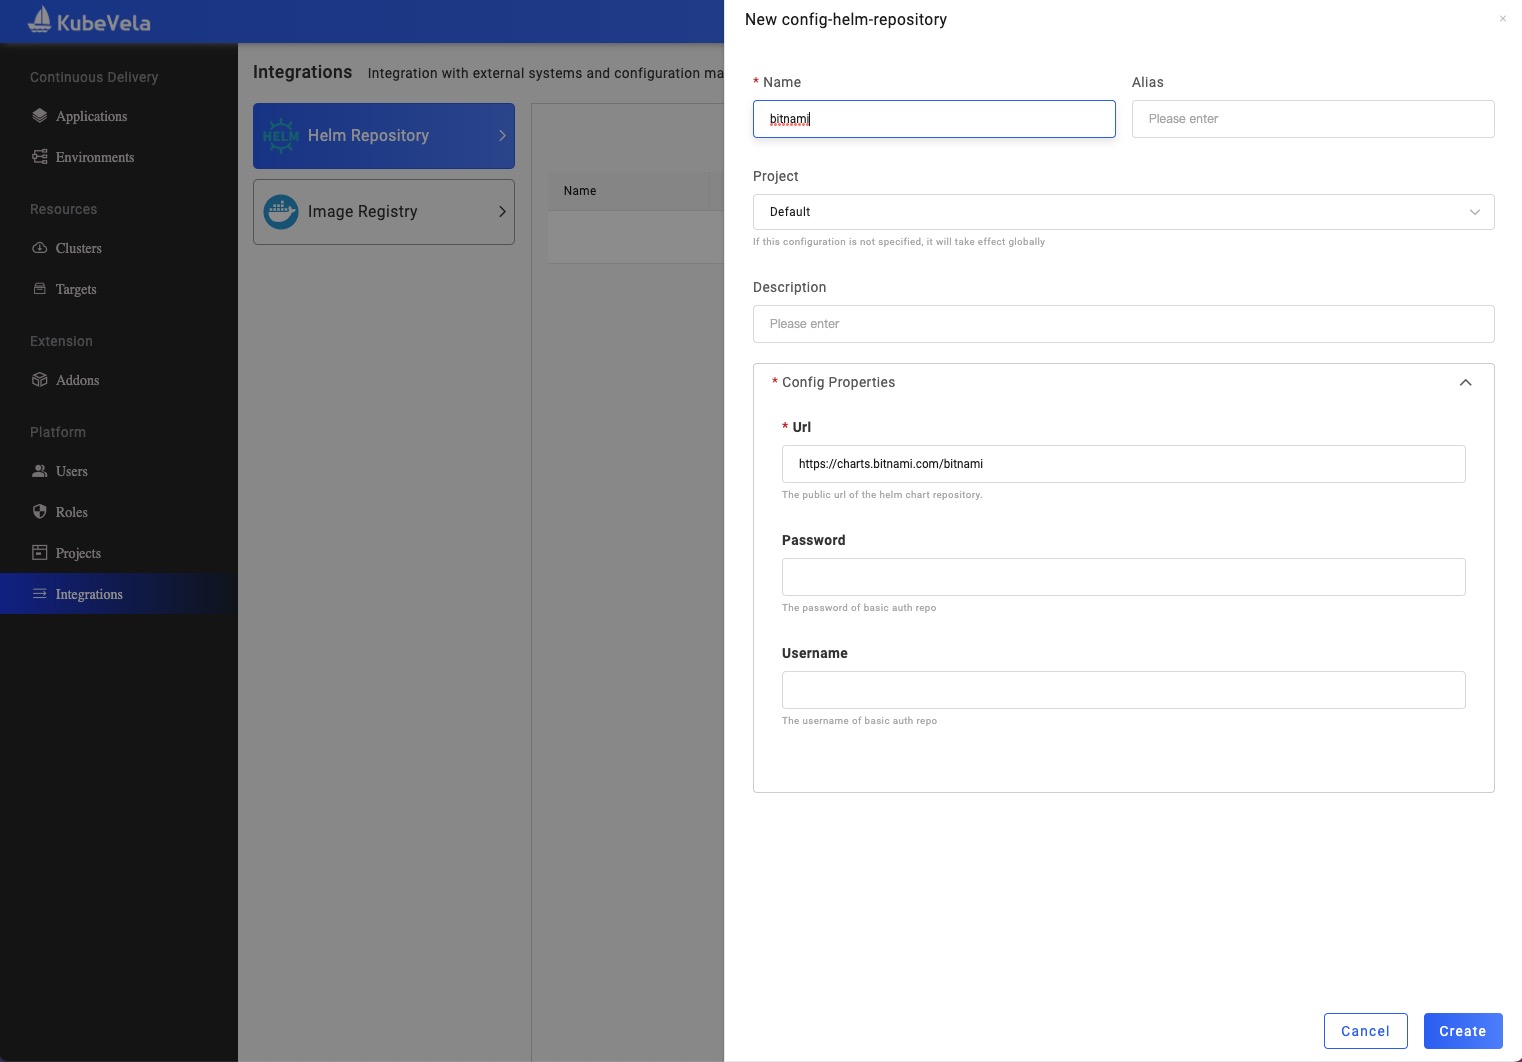 KubeVela
Continuous Delivery
Applications
Environments
Resources
Clusters
Targets
Extension
Addons
Platform
Users
Roles
Projects
Integrations
Integrations Integration with external systems and configuration ma
HELM Helm Repository
Image Registry
Name
New config-helm-repository
×
* Name
bitnami
Alias
Please enter
Project
Default
If this configuration is not specified, it will take effect globally
Description
Please enter
* Config Properties
* Url
https://charts.bitnami.com/bitnami
The public url of the helm chart repository.
Password
The password of basic auth repo
Username
The username of basic auth repo
Cancel
Create